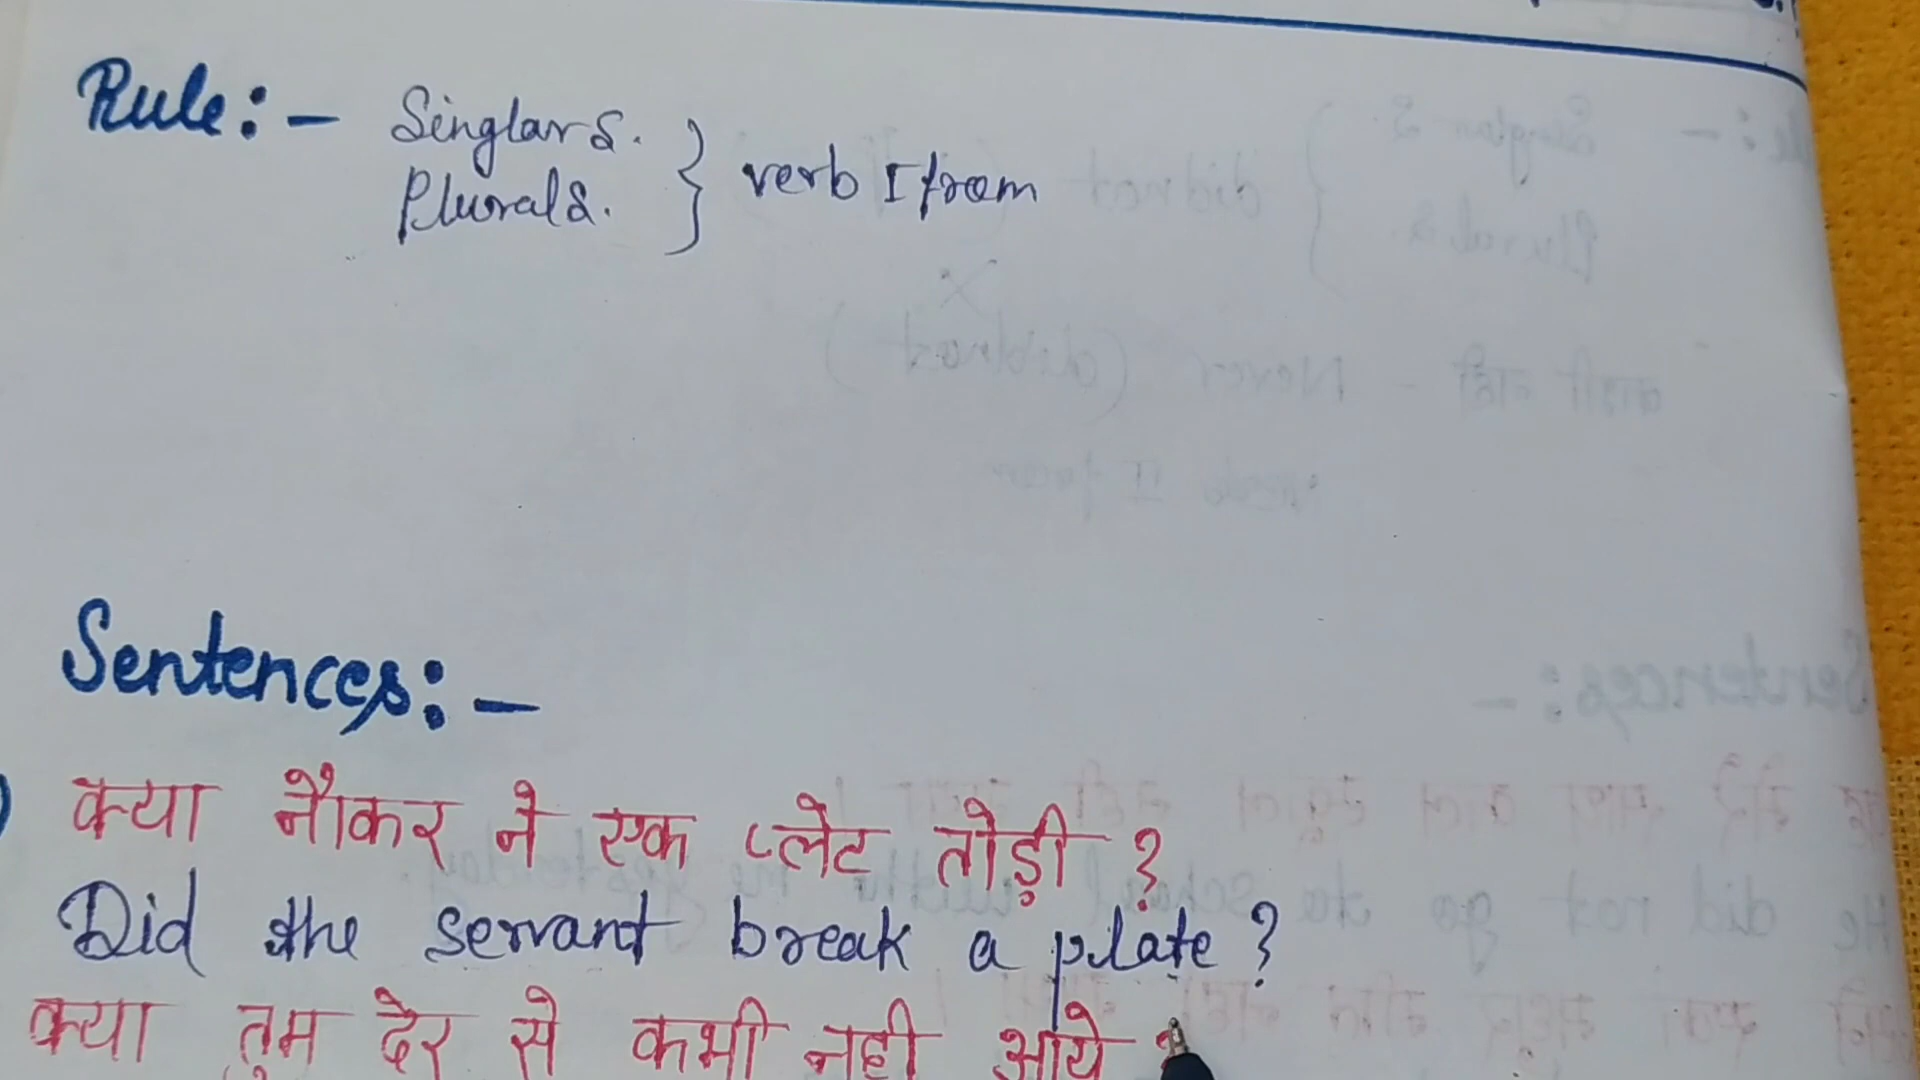 Rule:- Singlar S.
Plural S. } verb I from
Sentences:-
क्या नौकर ने एक प्लेट तोड़ी ?
Did the servant break a plate ?
क्या तुम देर से कभी नही आये ?